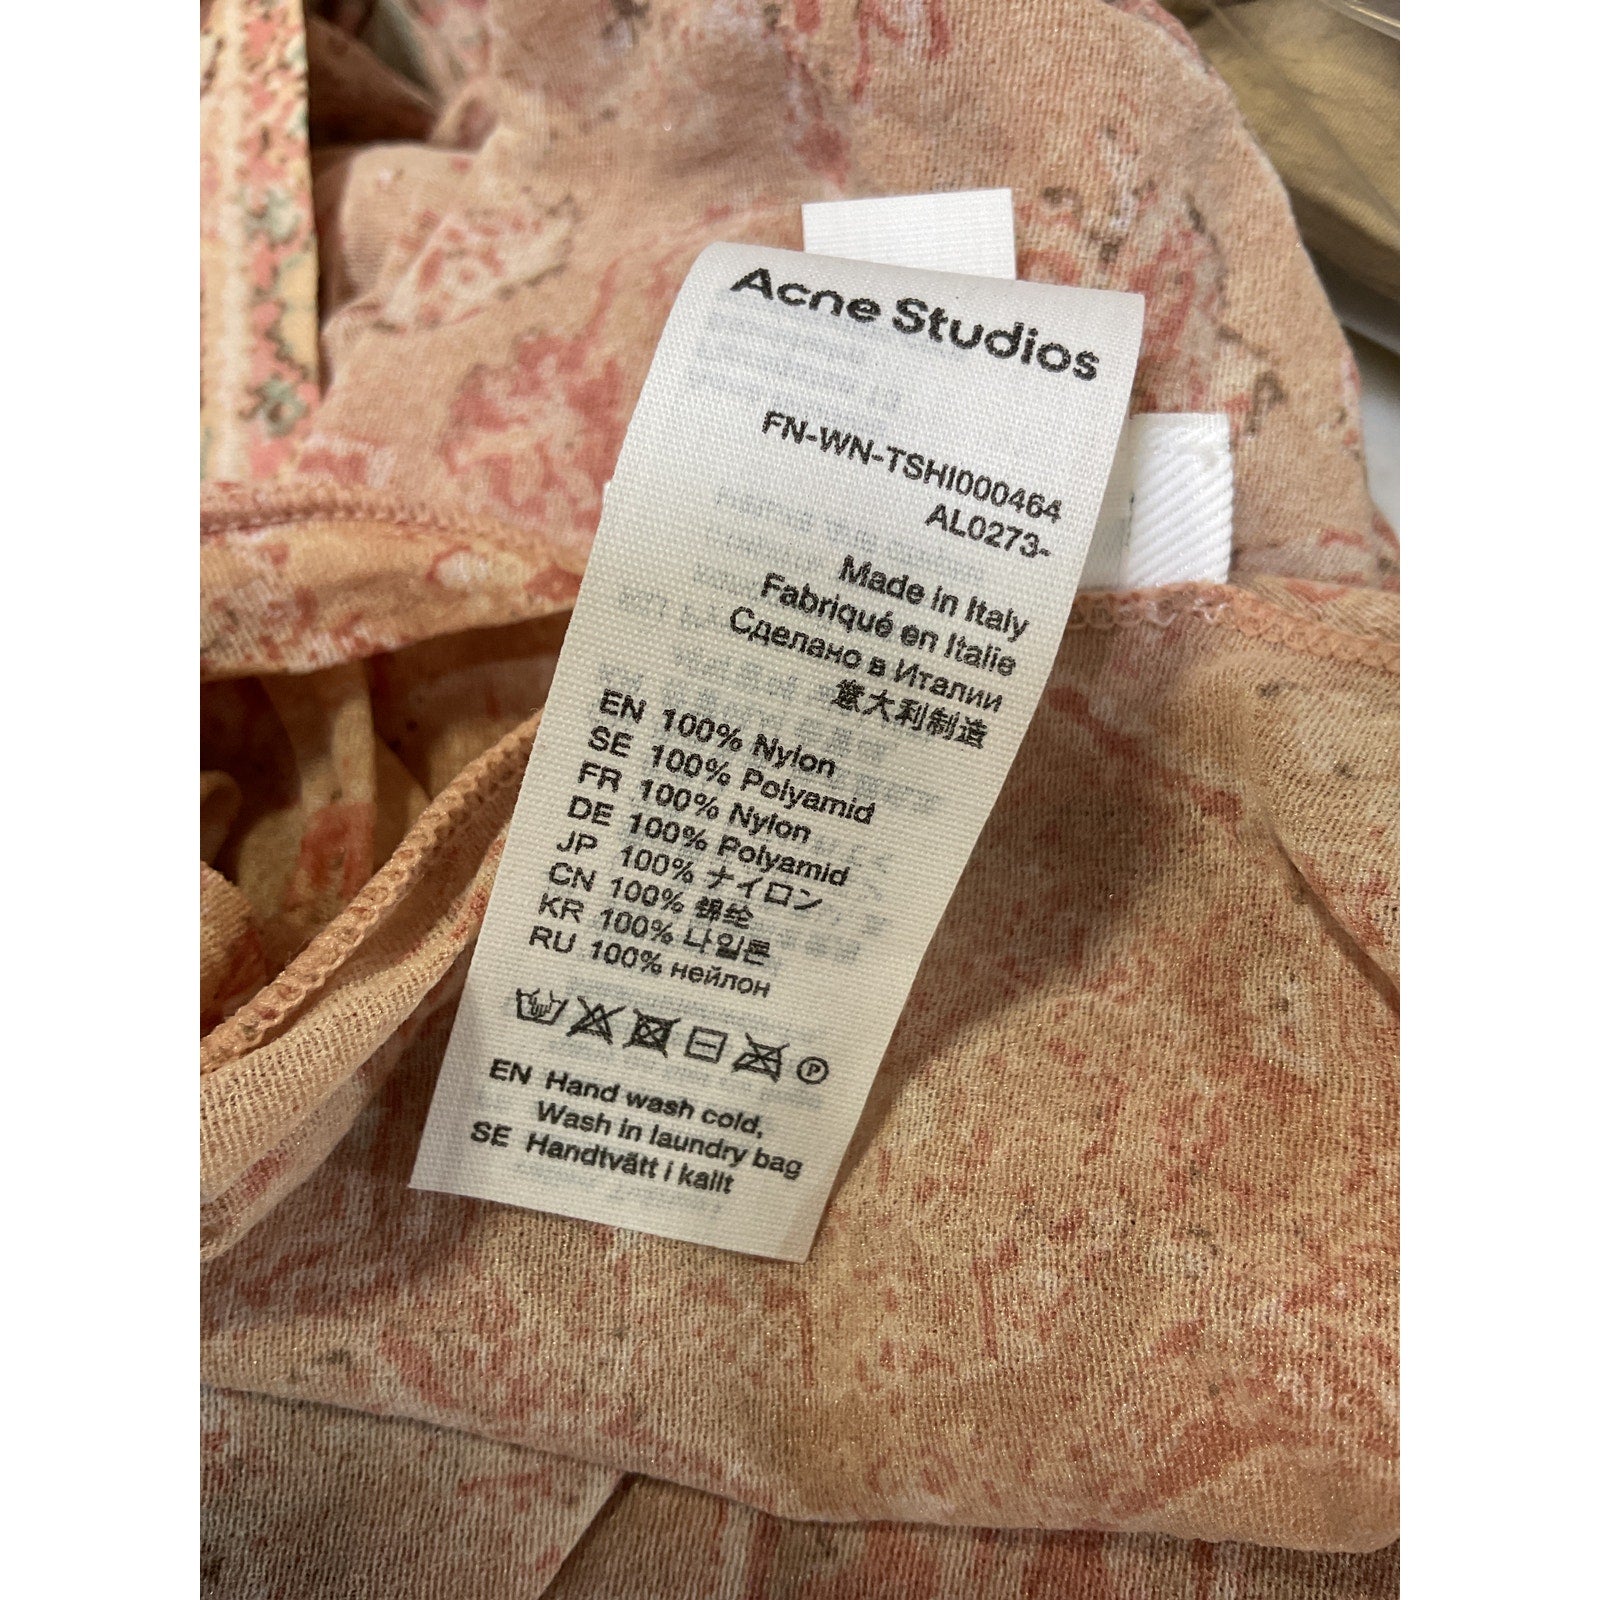 Acne Studios
FN-WN-TSHI000464
AL0273-
Made in Italy
Fabriqué en Italie
Сделано в Италии
意大利制造
EN 100% Nylon
SE 100% Polyamid
FR 100% Nylon
DE 100% Polyamid
JP 100% ナイロン
CN 100% 锦纶
KR 100% 나일론
RU 100% нейлон
P
EN Hand wash cold,
Wash in laundry bag
SE Handtvätt i kallt